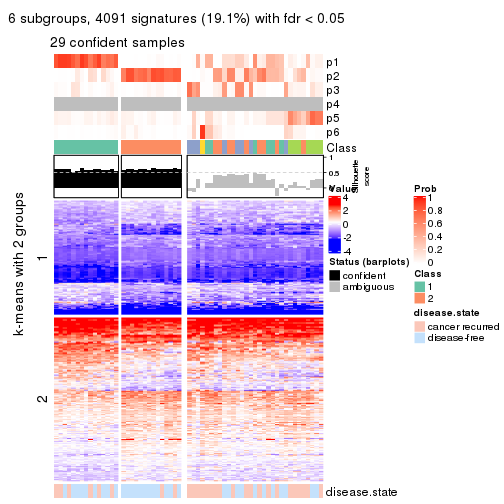 6 subgroups, 4091 signatures (19.1%) with fdr < 0.05
29 confident samples
p1
p2
p3
p4
p5
p6
Class
1
0.5
0
Silhouette
score
k-means with 2 groups
1
2
Value
4
2
0
-2
-4
Status (barplots)
confident
ambiguous
Prob
1
0.8
0.6
0.4
0.2
0
Class
1
2
disease.state
cancer recurred
disease-free
disease.state